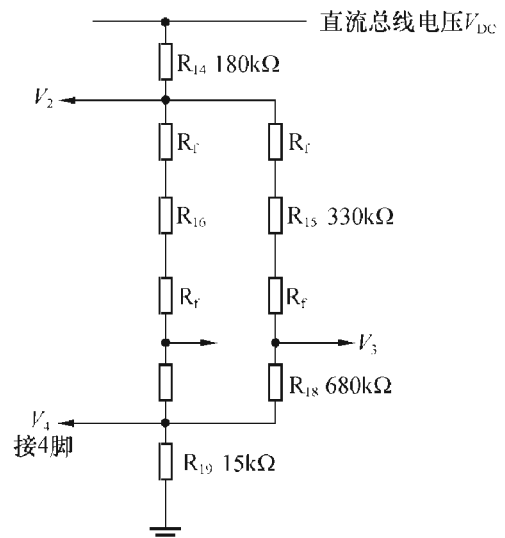 直流总线电压V_DC
R14 180kΩ
V2
Rf Rf
R16 R15 330kΩ
Rf Rf
V3
R18 680kΩ
V4
接4脚
R19 15kΩ